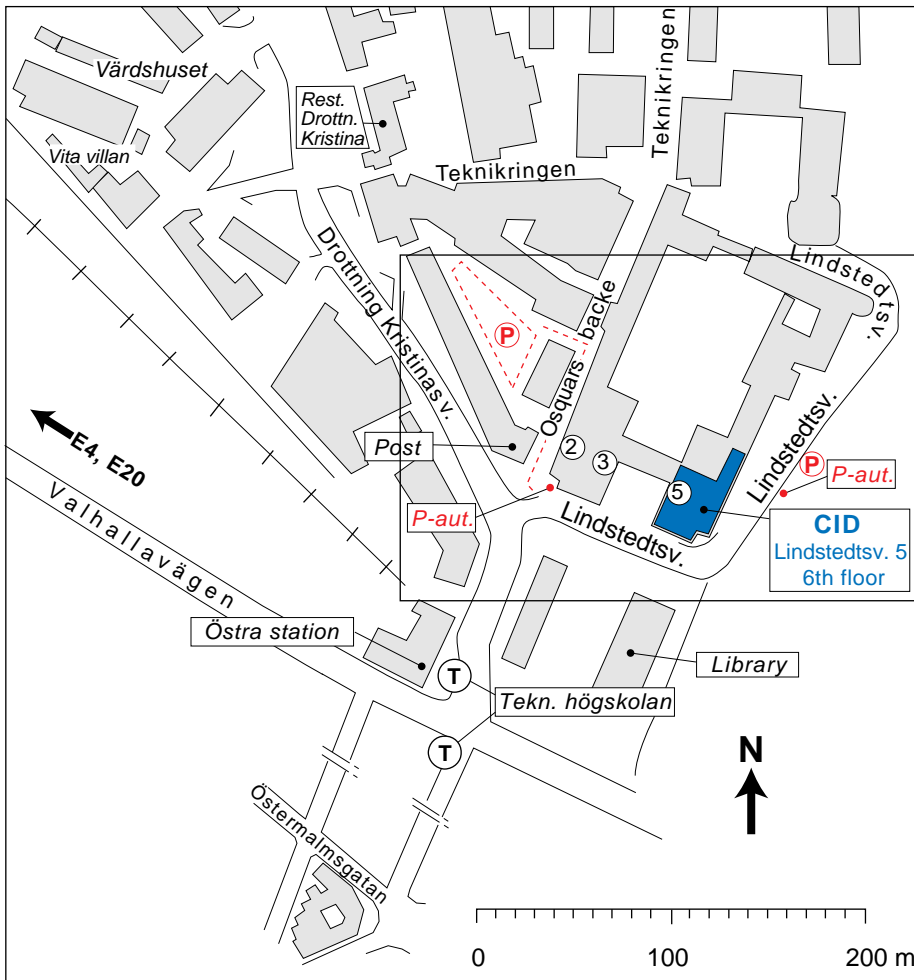 Värdshuset
Rest.
Drottn.
Kristina
Teknikringen
Vita villan
Teknikringen
Lindstedtsv.
Drottning Kristinas v.
P
Osquars backe
E4, E20
Post
2
3
5
Lindstedtsv.
P
P-aut.
P-aut.
Lindstedtsv.
CID
Lindstedtsv. 5
6th floor
Valhallavägen
Östra station
T
Library
Tekn. högskolan
T
N
Östermalmsgatan
0 100 200 m